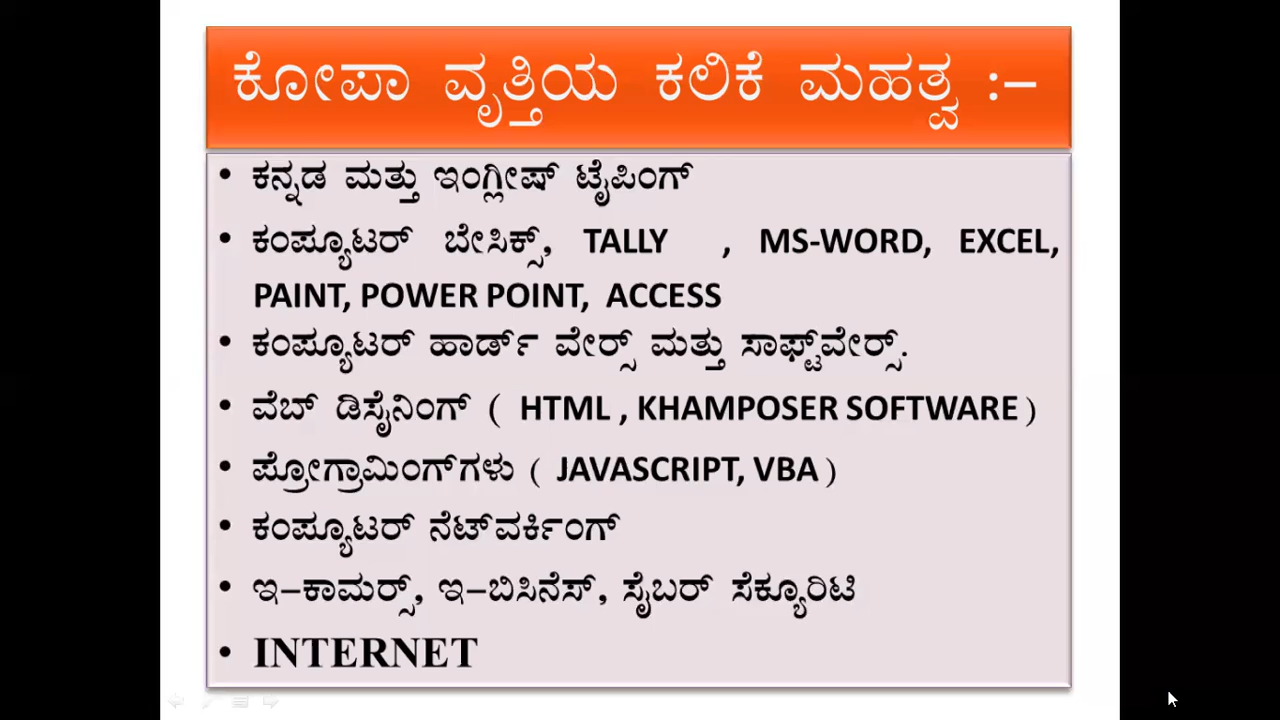 ಕೋಪಾ ವೃತ್ತಿಯ ಕಲಿಕೆ ಮಹತ್ವ :–
• ಕನ್ನಡ ಮತ್ತು ಇಂಗ್ಲೀಷ್ ಟೈಪಿಂಗ್
• ಕಂಪ್ಯೂಟರ್ ಬೇಸಿಕ್ಸ್, TALLY , MS-WORD, EXCEL,
PAINT, POWER POINT, ACCESS
• ಕಂಪ್ಯೂಟರ್ ಹಾರ್ಡ್ ವೇರ್ಸ್ ಮತ್ತು ಸಾಫ್ಟ್‌ವೇರ್ಸ್.
• ವೆಬ್ ಡಿಸೈನಿಂಗ್ ( HTML , KHAMPOSER SOFTWARE )
• ಪ್ರೋಗ್ರಾಮಿಂಗ್‌ಗಳು ( JAVASCRIPT, VBA )
• ಕಂಪ್ಯೂಟರ್ ನೆಟ್‌ವರ್ಕಿಂಗ್
• ಇ–ಕಾಮರ್ಸ್, ಇ–ಬಿಸಿನೆಸ್, ಸೈಬರ್ ಸೆಕ್ಯೂರಿಟಿ
• INTERNET